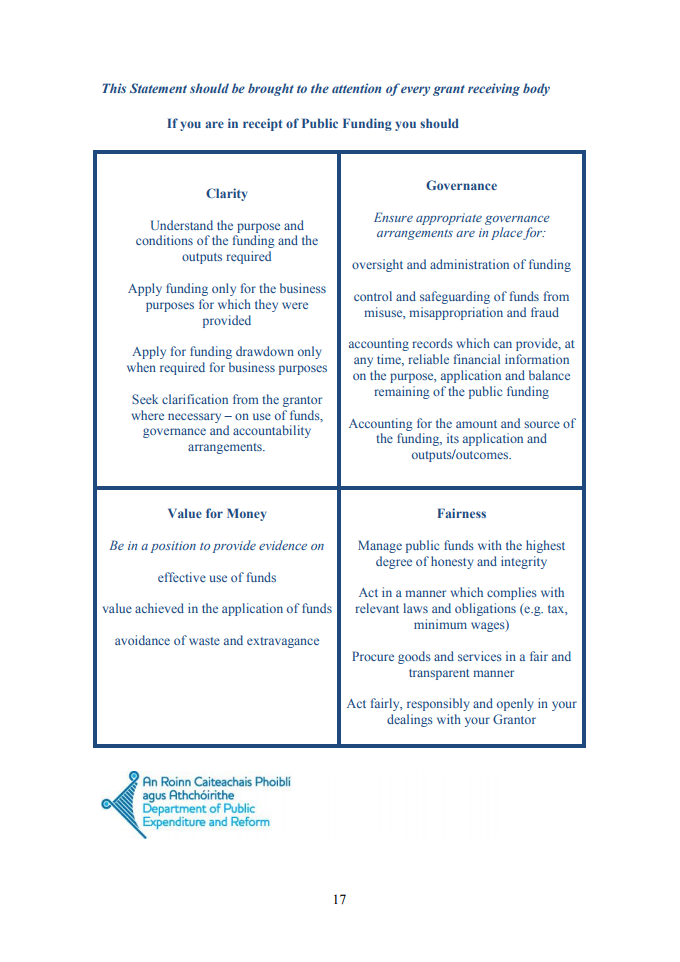 This Statement should be brought to the attention of every grant receiving body
If you are in receipt of Public Funding you should
Clarity
Understand the purpose and
conditions of the funding and the
outputs required
Apply funding only for the business
purposes for which they were
provided
Apply for funding drawdown only
when required for business purposes
Seek clarification from the grantor
where necessary – on use of funds,
governance and accountability
arrangements.
Governance
Ensure appropriate governance
arrangements are in place for:
oversight and administration of funding
control and safeguarding of funds from
misuse, misappropriation and fraud
accounting records which can provide, at
any time, reliable financial information
on the purpose, application and balance
remaining of the public funding
Accounting for the amount and source of
the funding, its application and
outputs/outcomes.
Value for Money
Be in a position to provide evidence on
effective use of funds
value achieved in the application of funds
avoidance of waste and extravagance
Fairness
Manage public funds with the highest
degree of honesty and integrity
Act in a manner which complies with
relevant laws and obligations (e.g. tax,
minimum wages)
Procure goods and services in a fair and
transparent manner
Act fairly, responsibly and openly in your
dealings with your Grantor
An Roinn Caiteachais Phoiblí
agus Athchóirithe
Department of Public
Expenditure and Reform
17